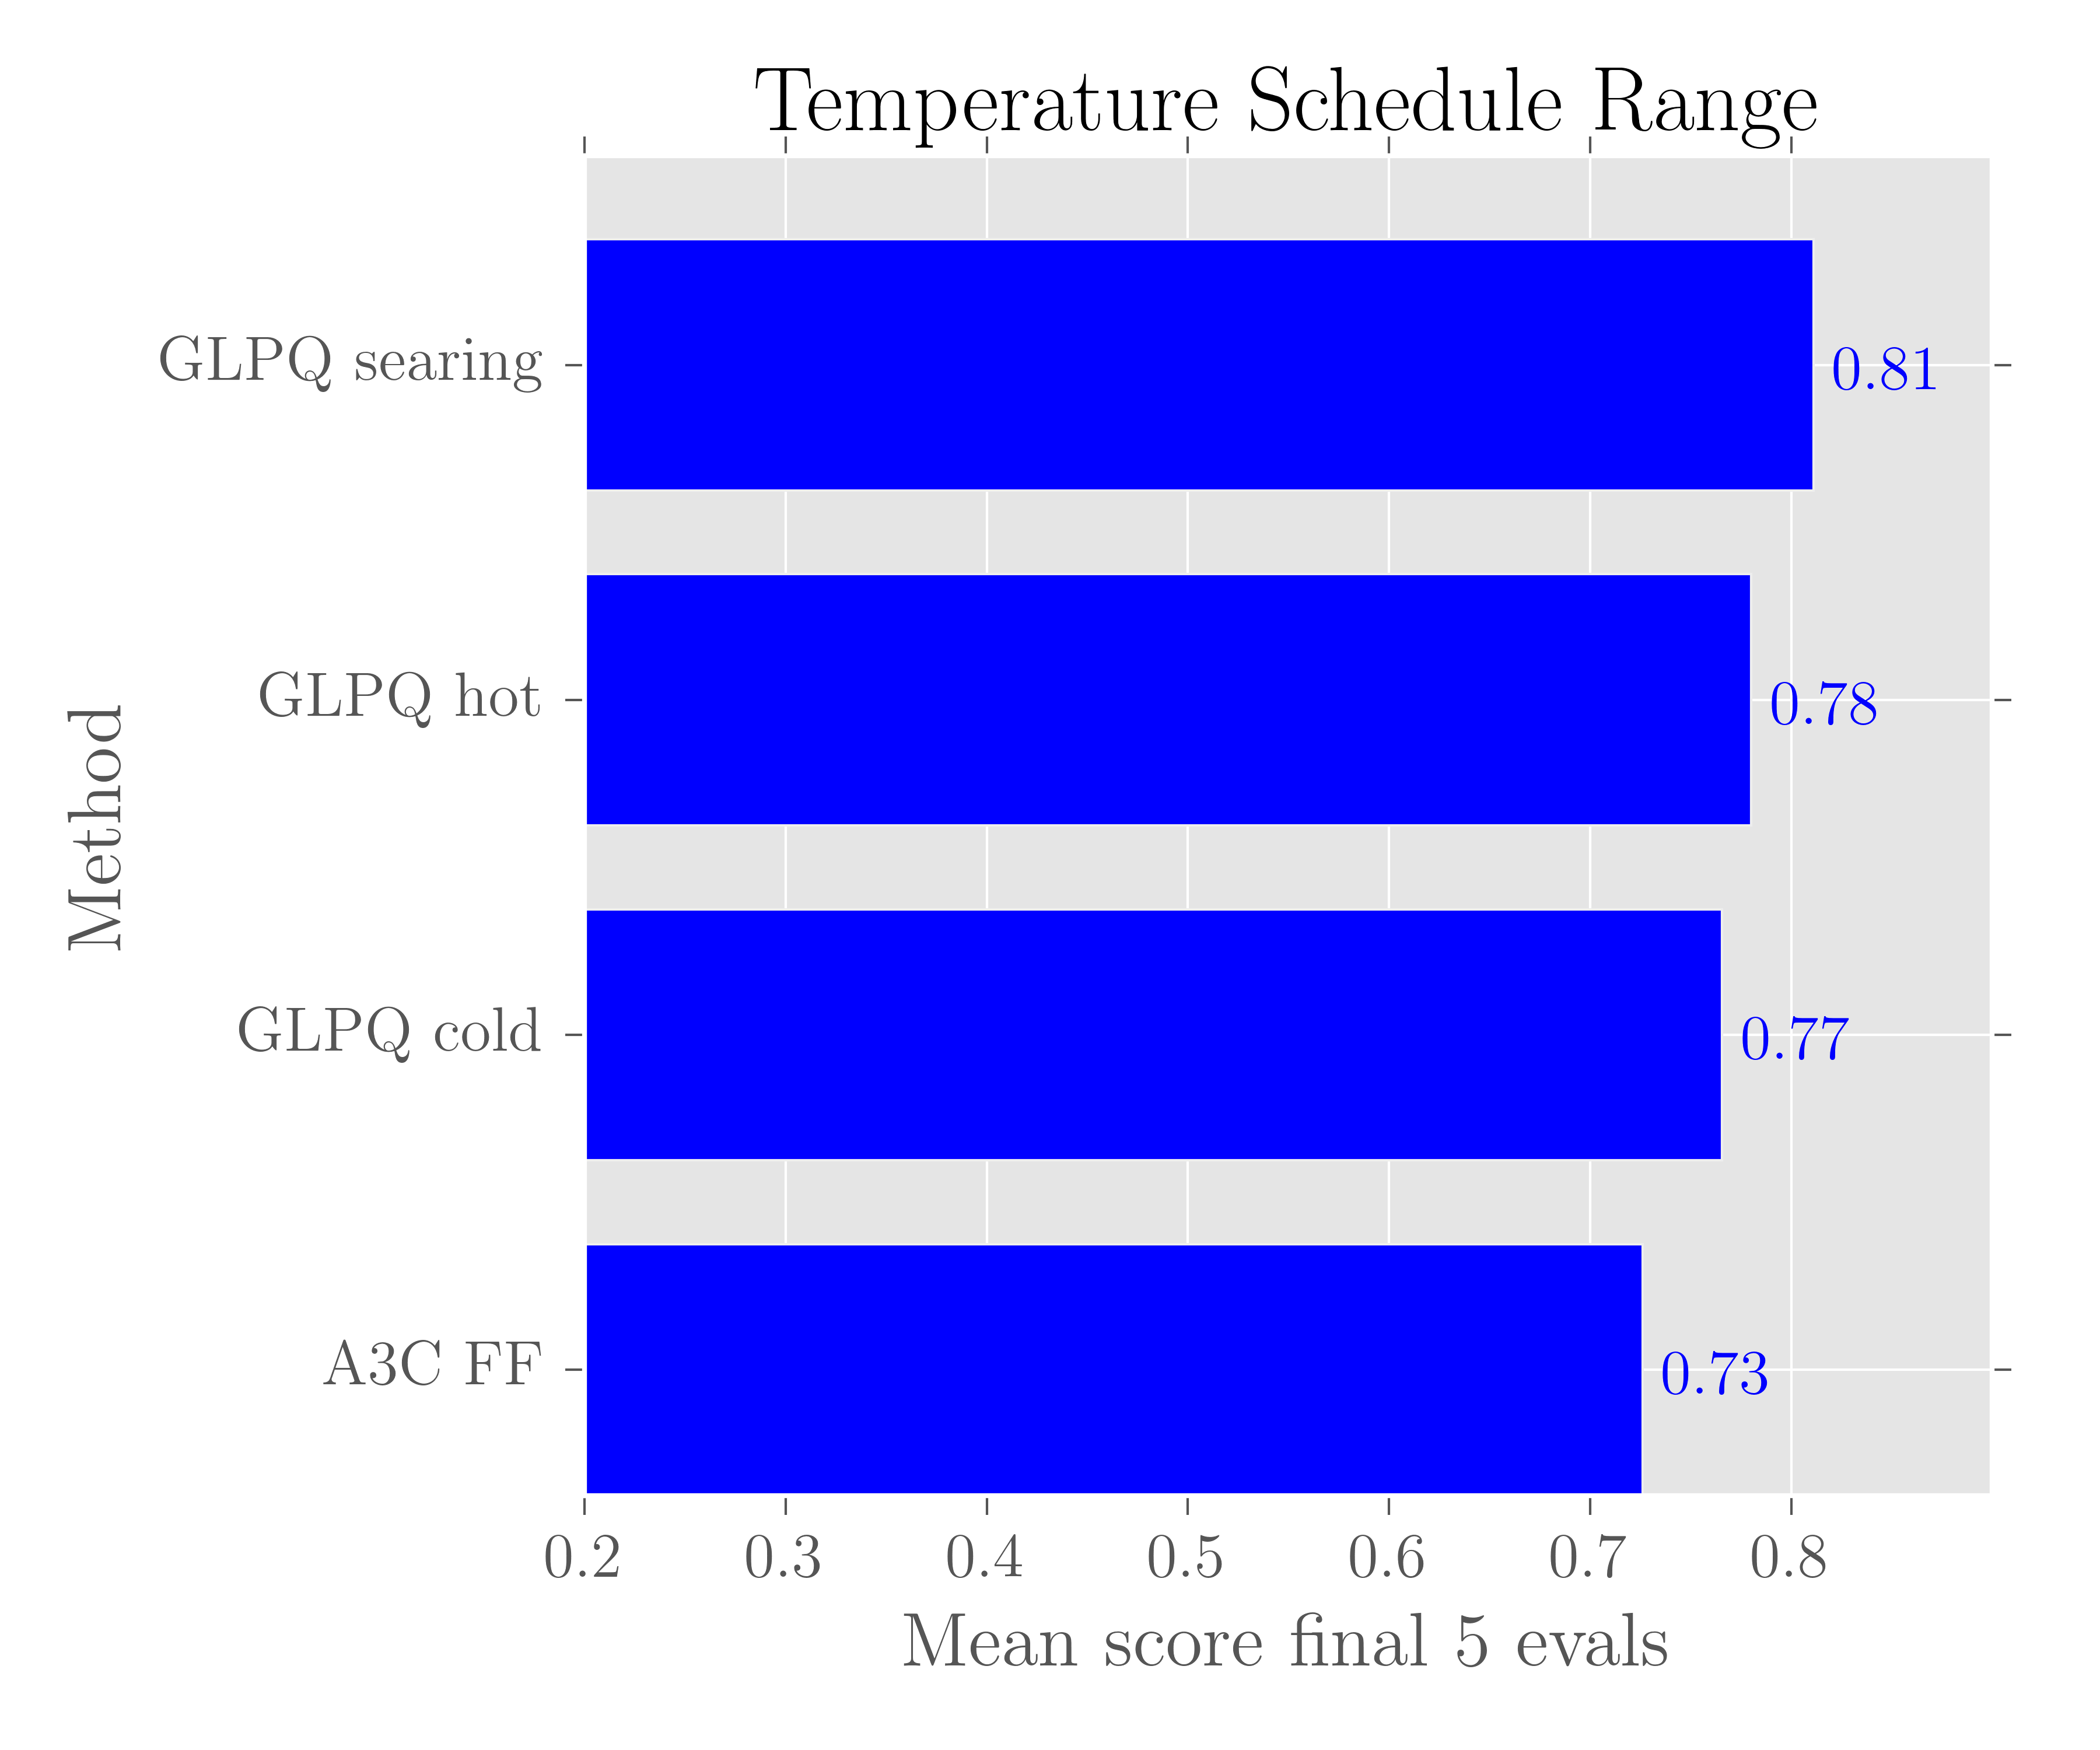 Temperature Schedule Range
GLPQ searing
0.81
GLPQ hot
0.78
Method
GLPQ cold
0.77
A3C FF
0.73
0.2 0.3 0.4 0.5 0.6 0.7 0.8
Mean score final 5 evals